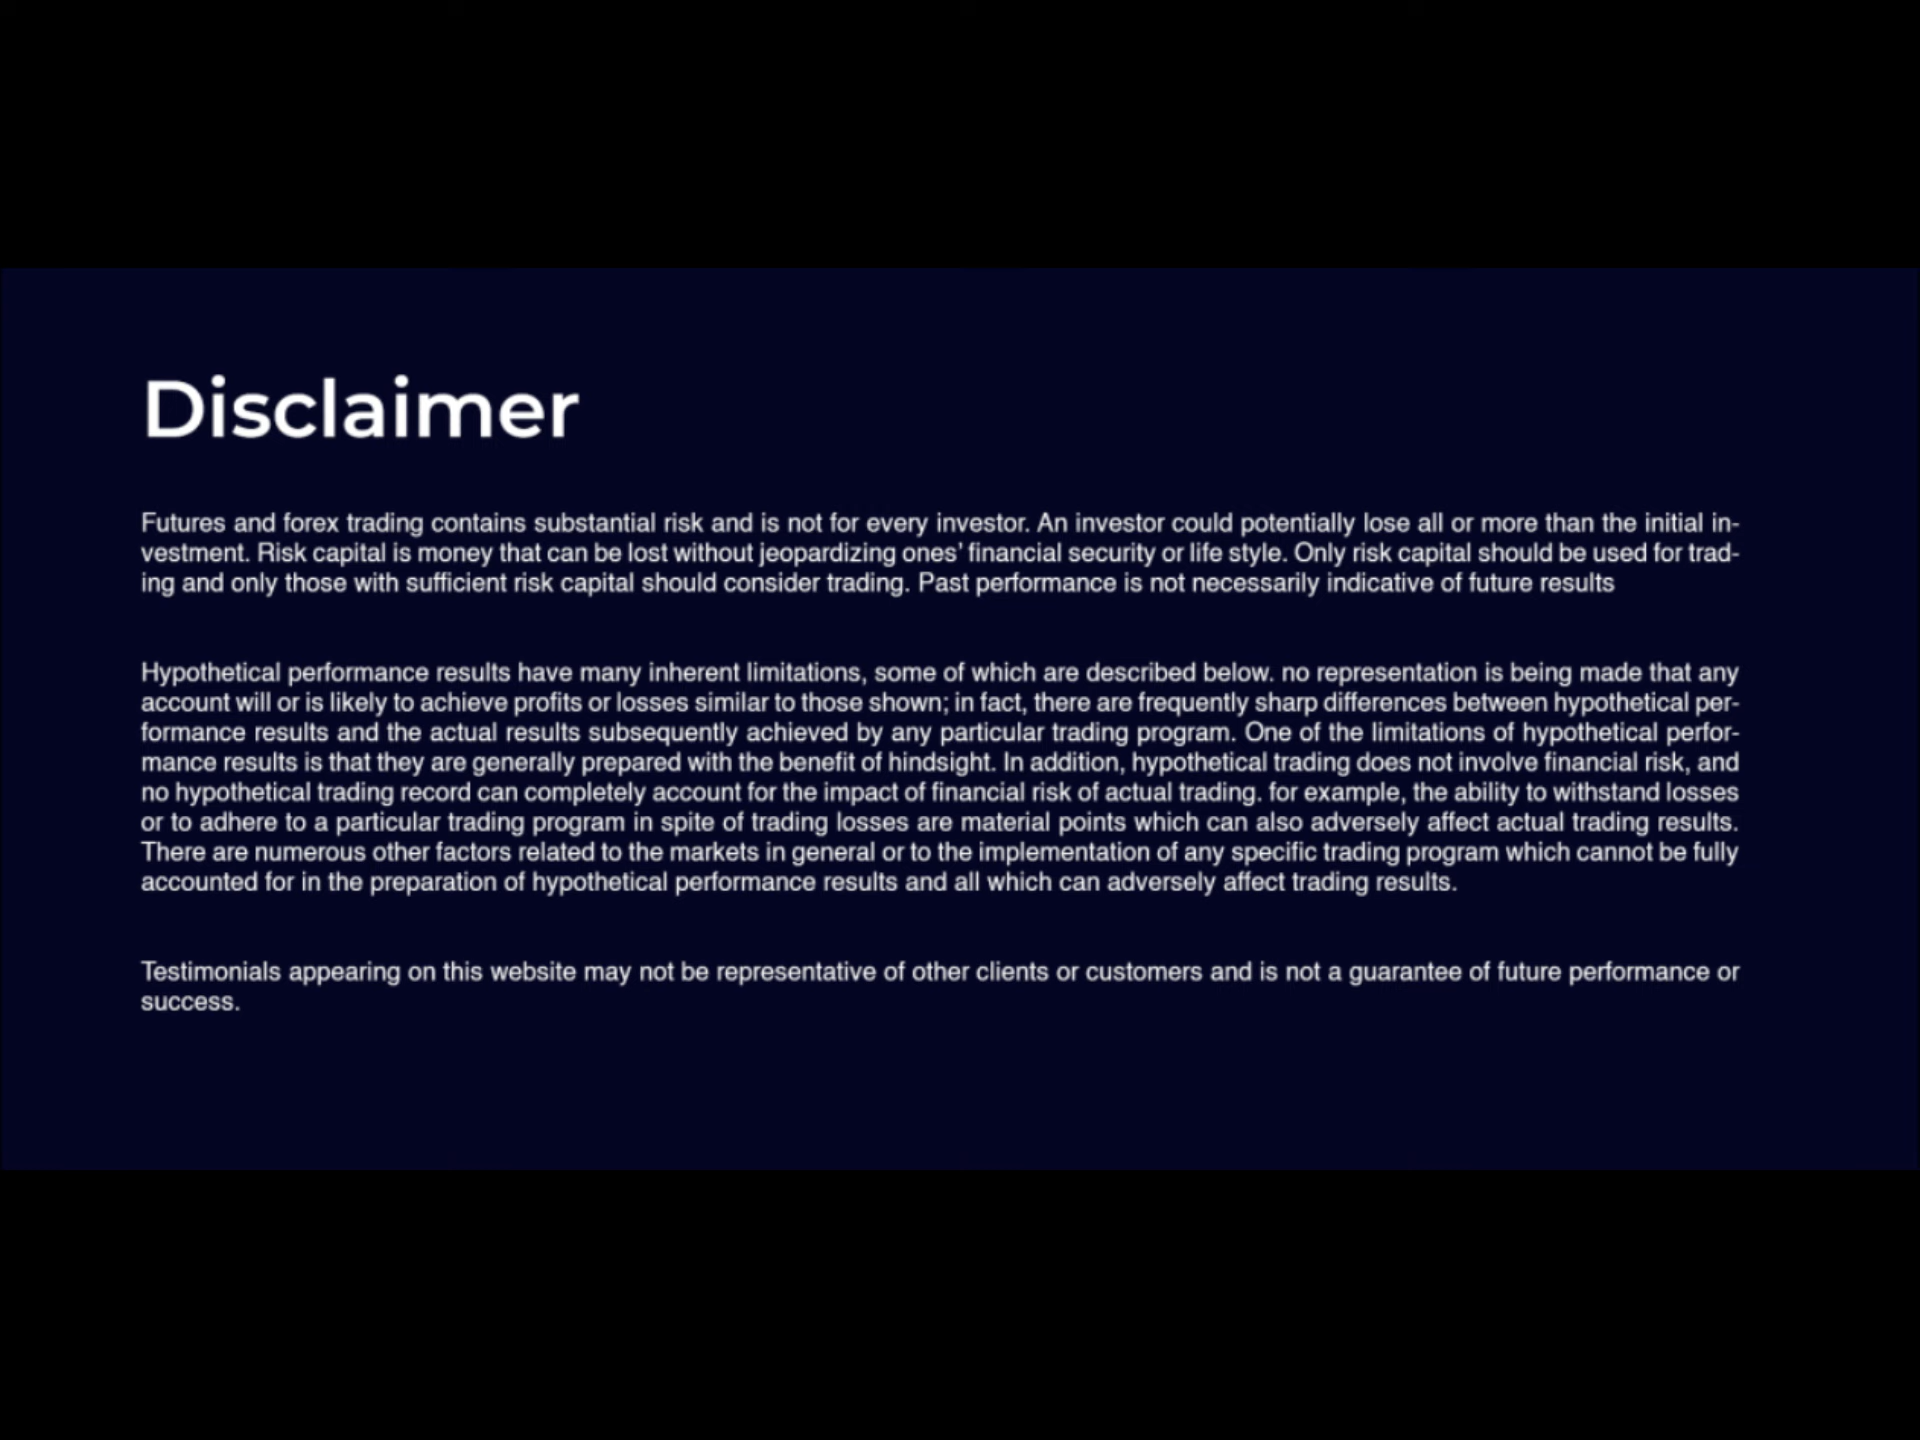 Disclaimer
Futures and forex trading contains substantial risk and is not for every investor. An investor could potentially lose all or more than the initial in-
vestment. Risk capital is money that can be lost without jeopardizing ones’ financial security or life style. Only risk capital should be used for trad-
ing and only those with sufficient risk capital should consider trading. Past performance is not necessarily indicative of future results
Hypothetical performance results have many inherent limitations, some of which are described below. no representation is being made that any
account will or is likely to achieve profits or losses similar to those shown; in fact, there are frequently sharp differences between hypothetical per-
formance results and the actual results subsequently achieved by any particular trading program. One of the limitations of hypothetical perfor-
mance results is that they are generally prepared with the benefit of hindsight. In addition, hypothetical trading does not involve financial risk, and
no hypothetical trading record can completely account for the impact of financial risk of actual trading. for example, the ability to withstand losses
or to adhere to a particular trading program in spite of trading losses are material points which can also adversely affect actual trading results.
There are numerous other factors related to the markets in general or to the implementation of any specific trading program which cannot be fully
accounted for in the preparation of hypothetical performance results and all which can adversely affect trading results.
Testimonials appearing on this website may not be representative of other clients or customers and is not a guarantee of future performance or
success.